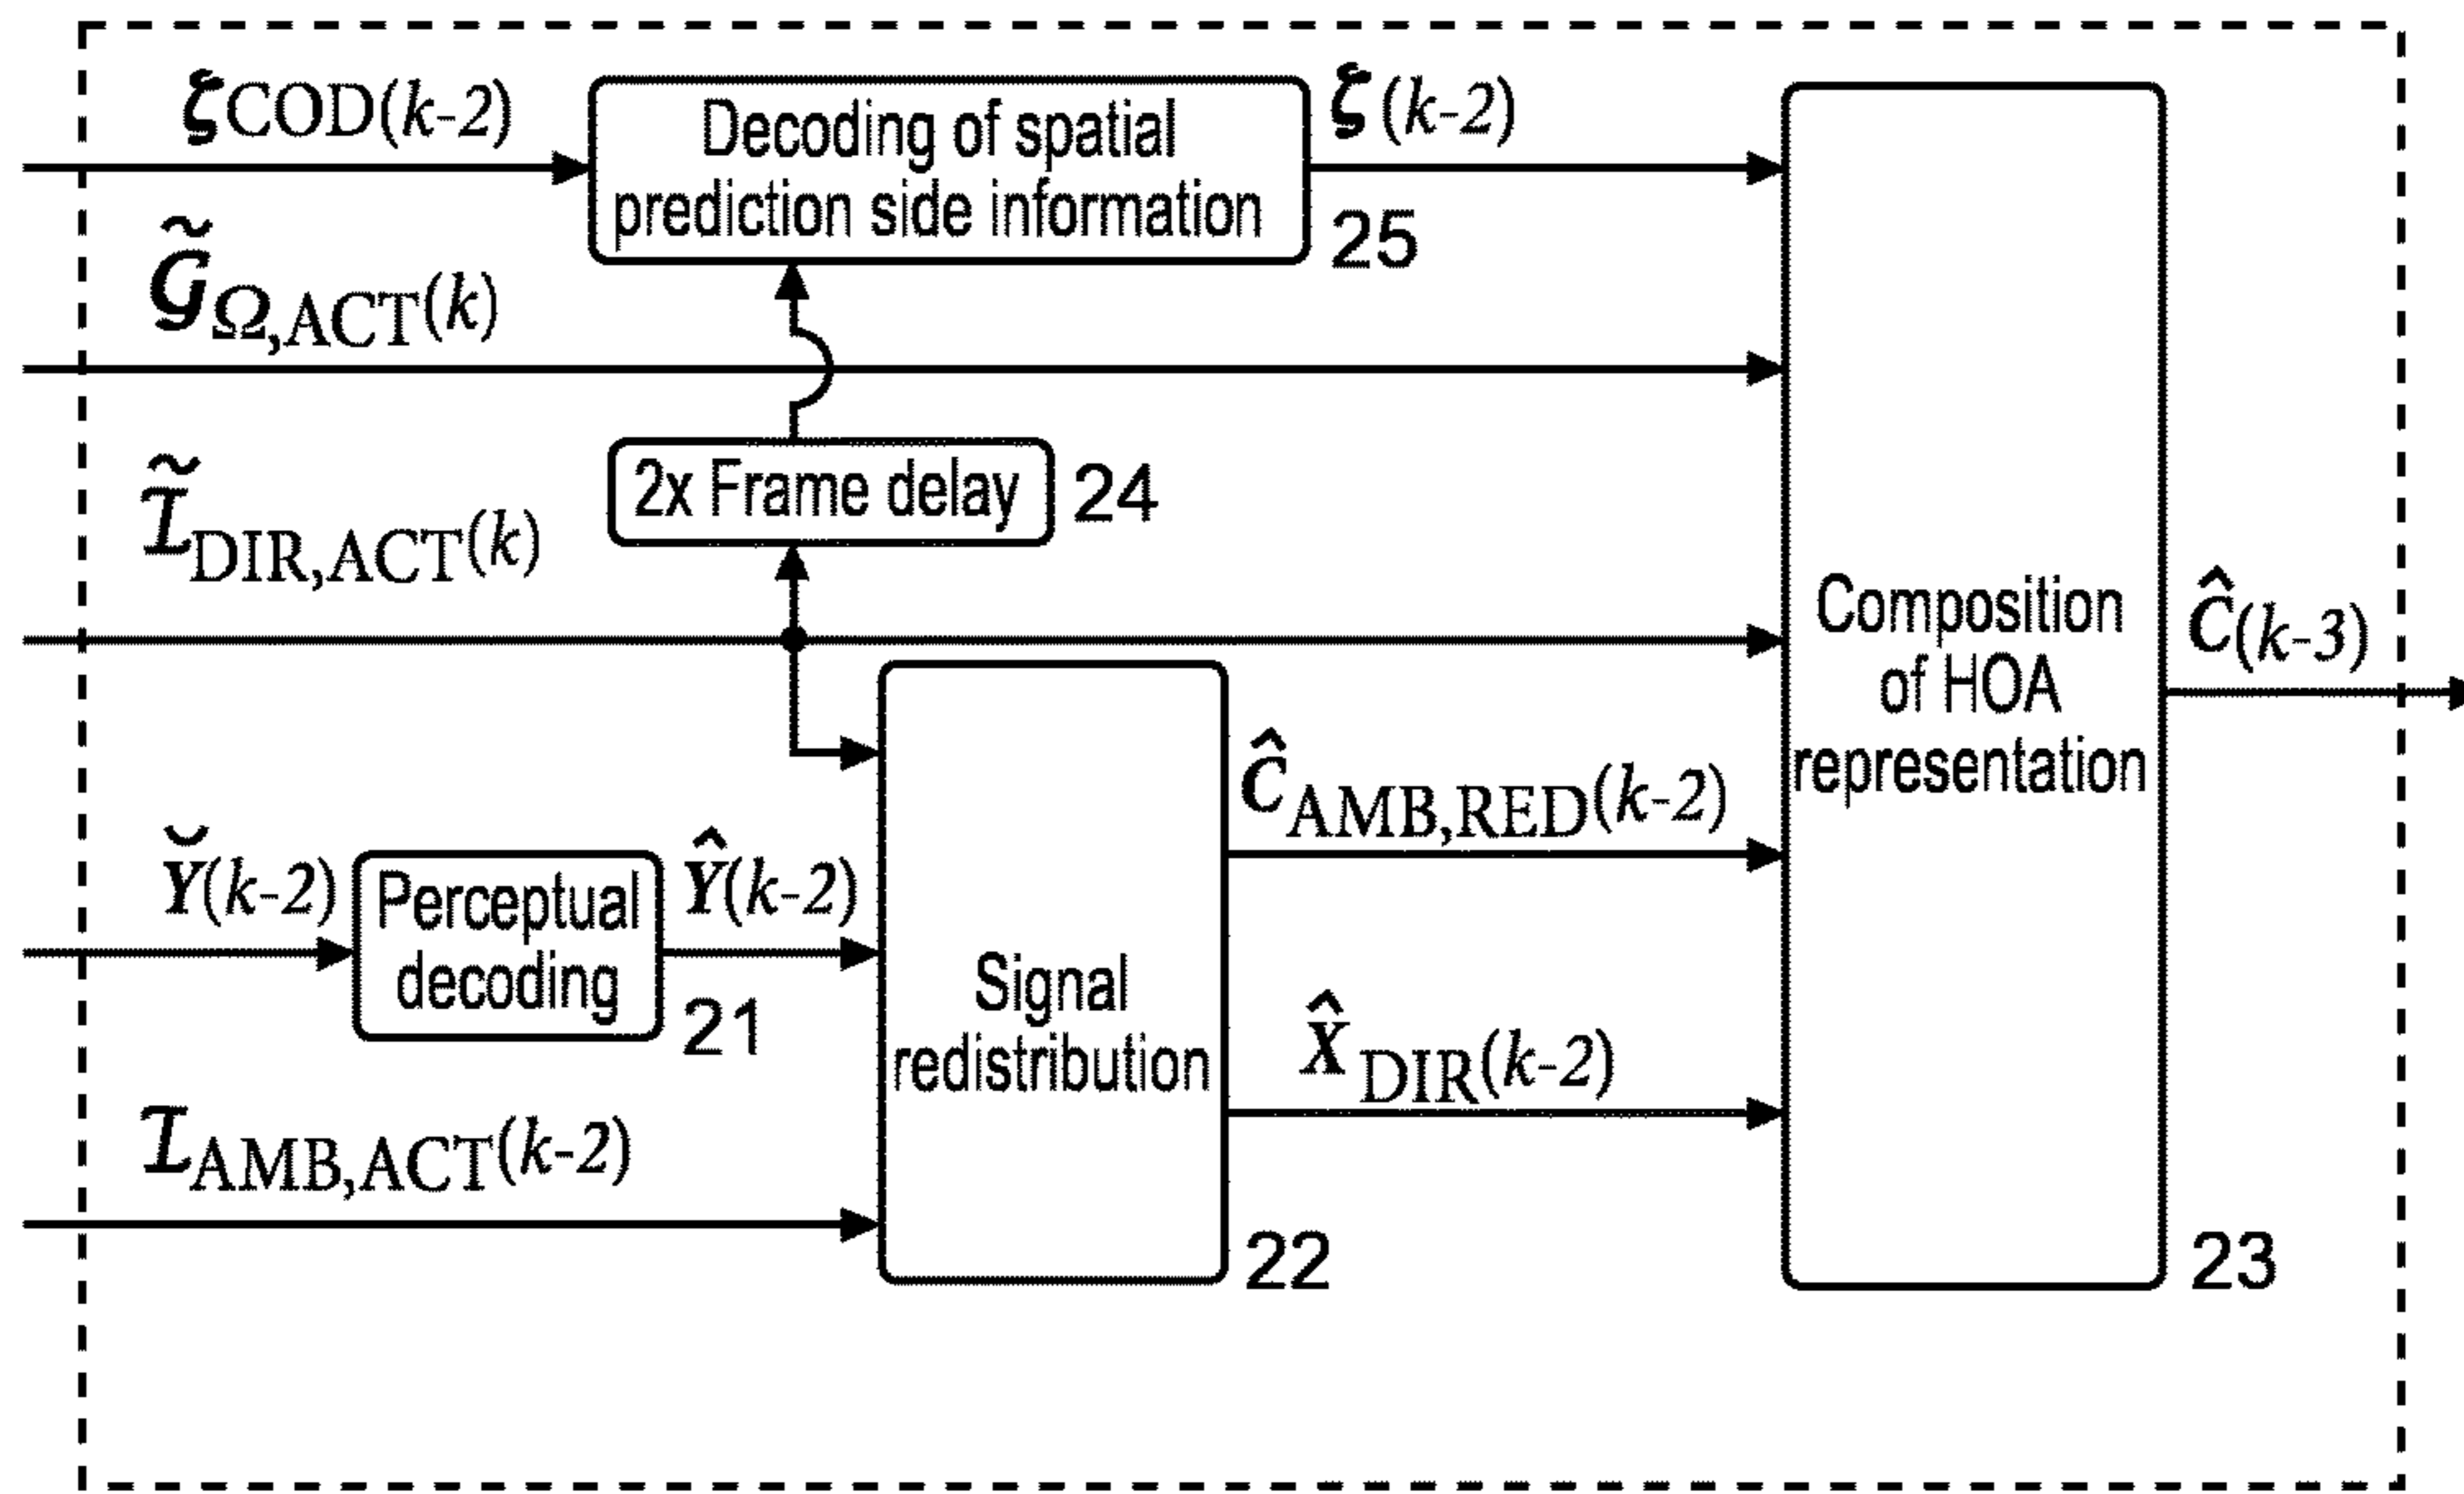 ζCOD(k-2)
Decoding of spatial
prediction side information
ζ(k-2)
25
G̃Ω,ACT(k)
2x Frame delay
24
ĨDIR,ACT(k)
Composition
of HOA
representation
Ĉ(k-3)
ĈAMB,RED(k-2)
Y̆(k-2)
Perceptual
decoding
Ŷ(k-2)
21
Signal
redistribution
X̂DIR(k-2)
IAMB,ACT(k-2)
22
23